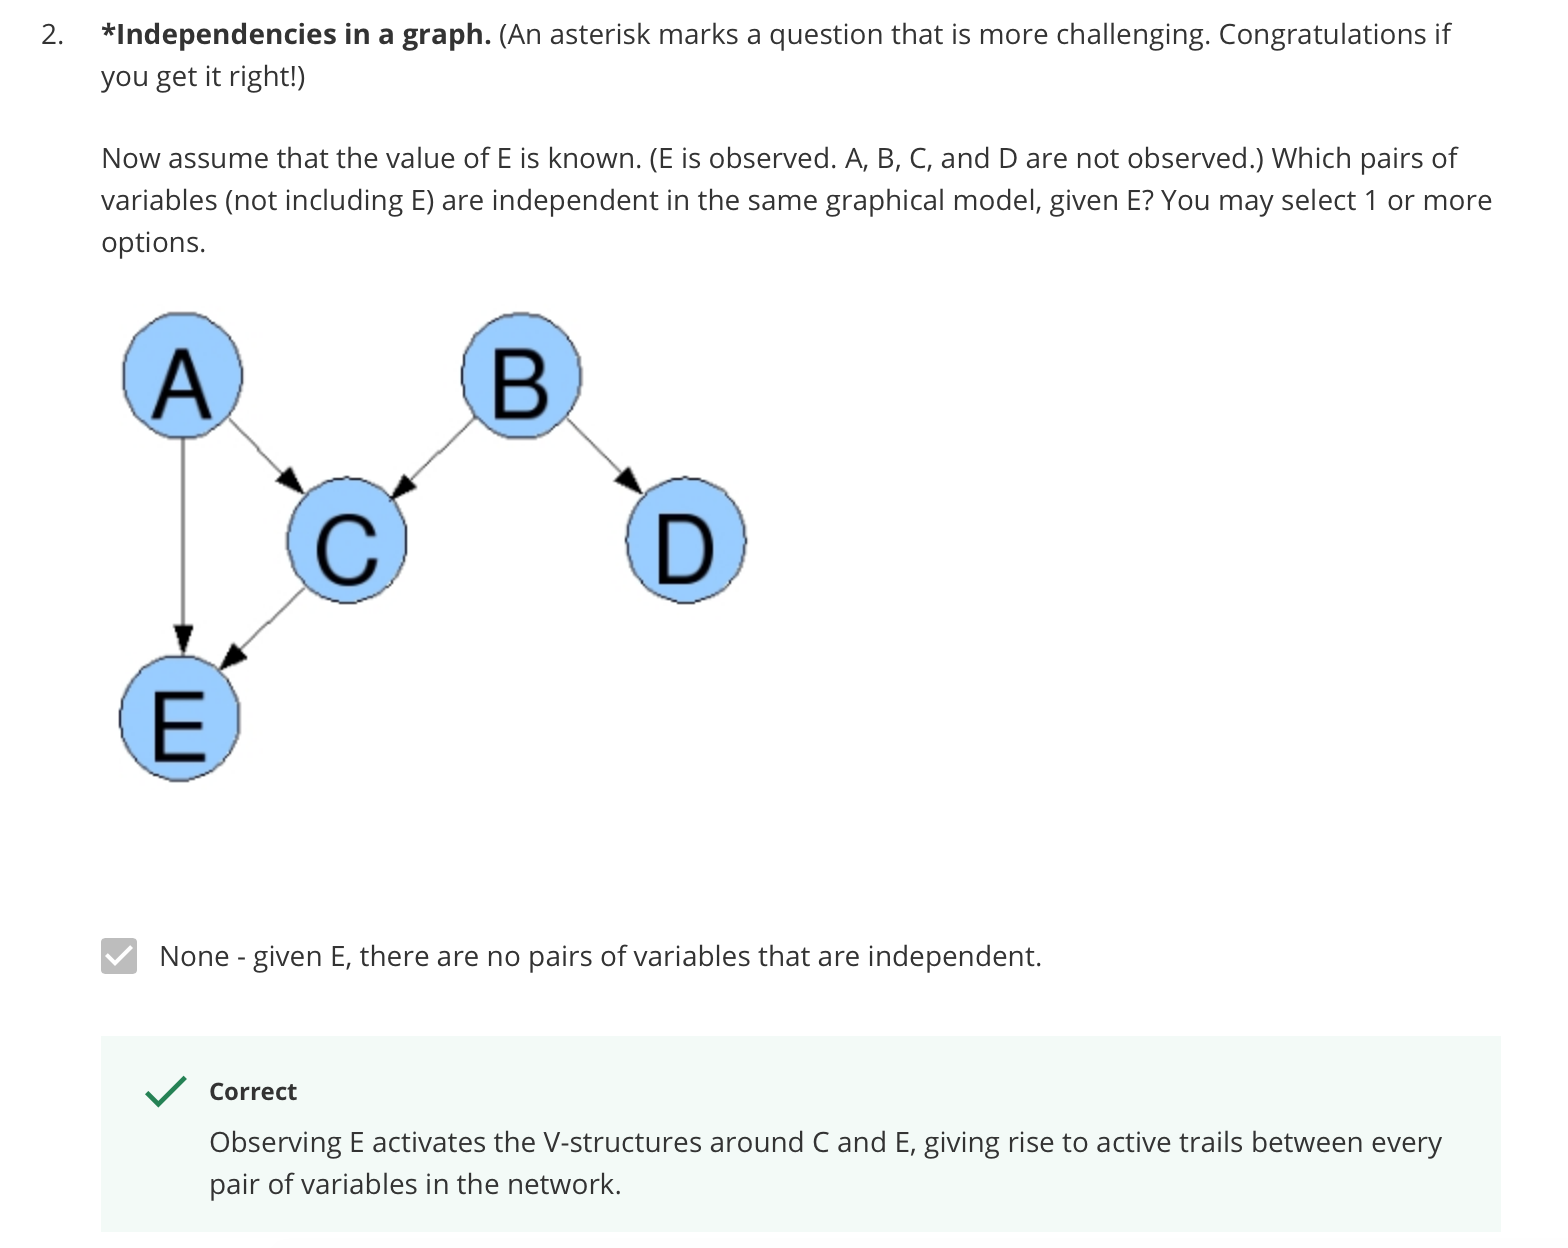 2. *Independencies in a graph. (An asterisk marks a question that is more challenging. Congratulations if
you get it right!)
Now assume that the value of E is known. (E is observed. A, B, C, and D are not observed.) Which pairs of
variables (not including E) are independent in the same graphical model, given E? You may select 1 or more
options.
A
B
C
D
E
None - given E, there are no pairs of variables that are independent.
Correct
Observing E activates the V-structures around C and E, giving rise to active trails between every
pair of variables in the network.